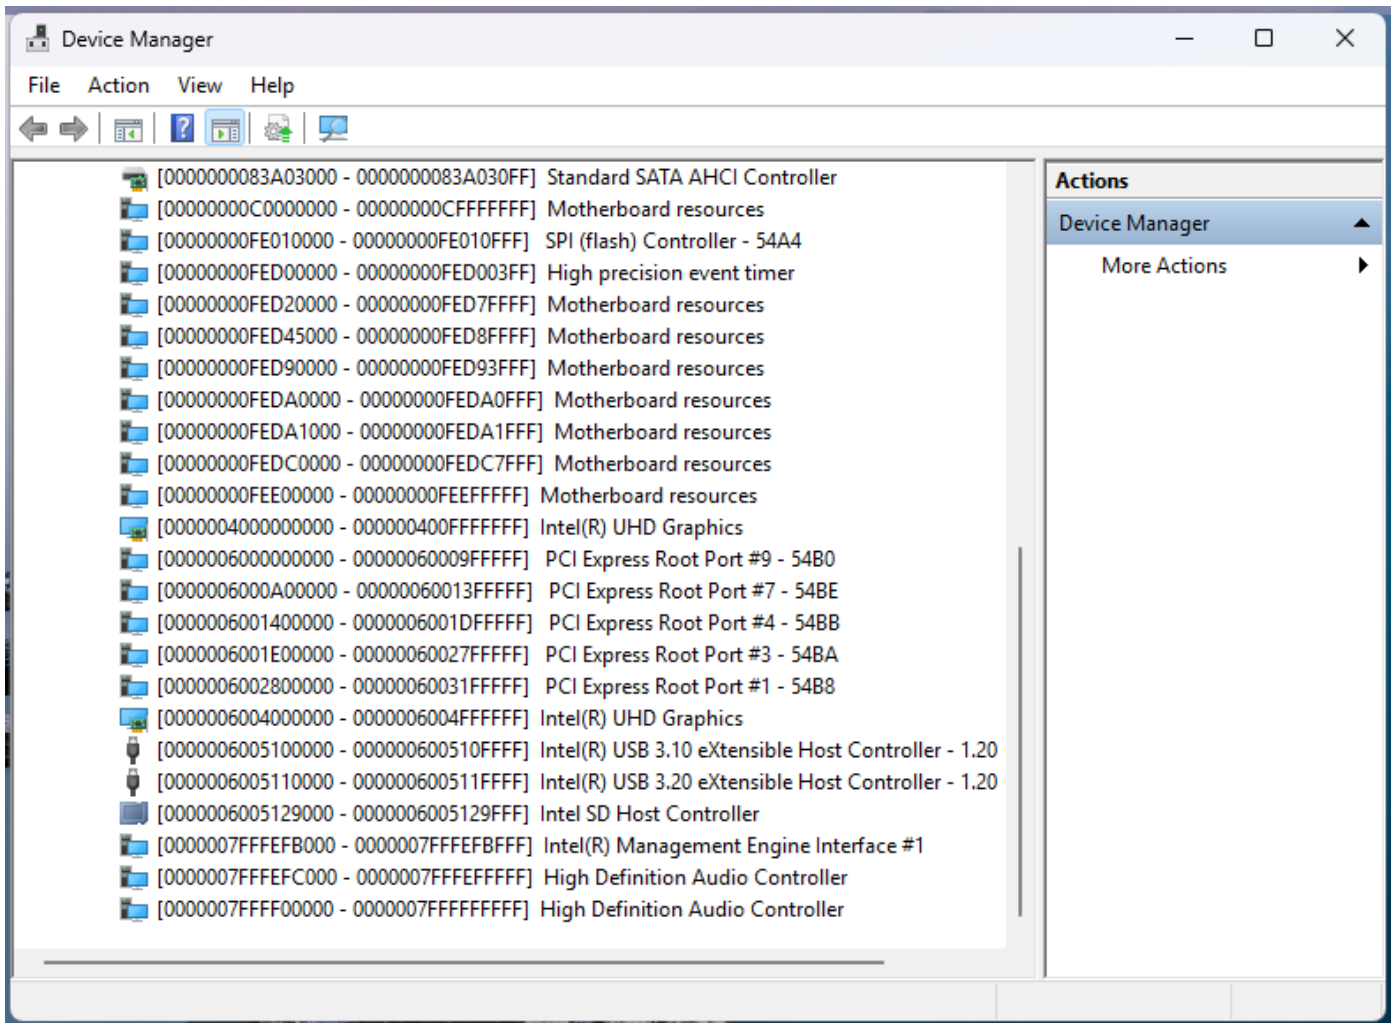 Device Manager
File Action View Help
[0000000083A03000 - 0000000083A030FF] Standard SATA AHCI Controller
[00000000C0000000 - 00000000CFFFFFFF] Motherboard resources
[00000000FE010000 - 00000000FE010FFF] SPI (flash) Controller - 54A4
[00000000FED00000 - 00000000FED003FF] High precision event timer
[00000000FED20000 - 00000000FED7FFFF] Motherboard resources
[00000000FED45000 - 00000000FED8FFFF] Motherboard resources
[00000000FED90000 - 00000000FED93FFF] Motherboard resources
[00000000FEDA0000 - 00000000FEDA0FFF] Motherboard resources
[00000000FEDA1000 - 00000000FEDA1FFF] Motherboard resources
[00000000FEDC0000 - 00000000FEDC7FFF] Motherboard resources
[00000000FEE00000 - 00000000FEEFFFFF] Motherboard resources
[0000004000000000 - 000000400FFFFFFF] Intel(R) UHD Graphics
[0000006000000000 - 00000060009FFFFF] PCI Express Root Port #9 - 54B0
[0000006000A00000 - 00000060013FFFFF] PCI Express Root Port #7 - 54BE
[0000006001400000 - 0000006001DFFFFF] PCI Express Root Port #4 - 54BB
[0000006001E00000 - 00000060027FFFFF] PCI Express Root Port #3 - 54BA
[0000006002800000 - 00000060031FFFFF] PCI Express Root Port #1 - 54B8
[0000006004000000 - 0000006004FFFFFF] Intel(R) UHD Graphics
[0000006005100000 - 000000600510FFFF] Intel(R) USB 3.10 eXtensible Host Controller - 1.20
[0000006005110000 - 000000600511FFFF] Intel(R) USB 3.20 eXtensible Host Controller - 1.20
[0000006005129000 - 0000006005129FFF] Intel SD Host Controller
[0000007FFFEFB000 - 0000007FFFEFBFFF] Intel(R) Management Engine Interface #1
[0000007FFFEFC000 - 0000007FFFEFFFFF] High Definition Audio Controller
[0000007FFFF00000 - 0000007FFFFFFFFF] High Definition Audio Controller
Actions
Device Manager
More Actions